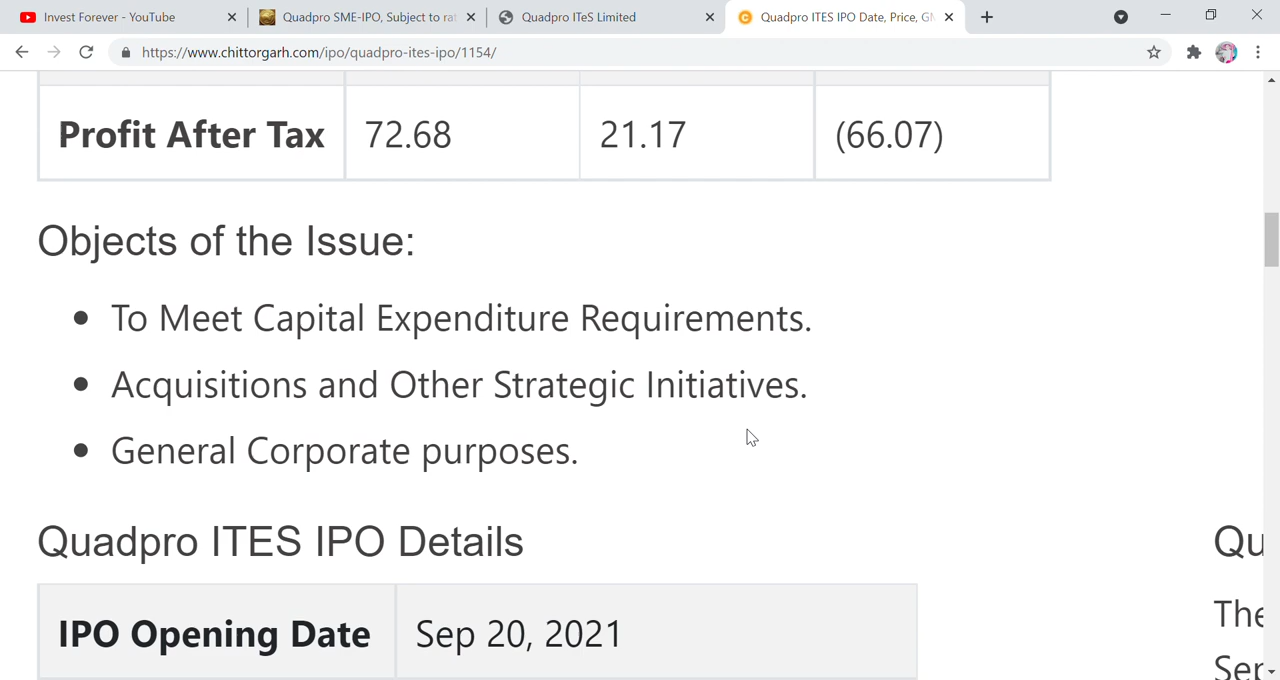 Invest Forever - YouTube
Quadpro SME-IPO, Subject to rat
Quadpro ITeS Limited
Quadpro ITES IPO Date, Price, GM
https://www.chittorgarh.com/ipo/quadpro-ites-ipo/1154/
Profit After Tax 72.68 21.17 (66.07)
Objects of the Issue:
• To Meet Capital Expenditure Requirements.
• Acquisitions and Other Strategic Initiatives.
• General Corporate purposes.
Quadpro ITES IPO Details
Qu
IPO Opening Date Sep 20, 2021
The
Sep